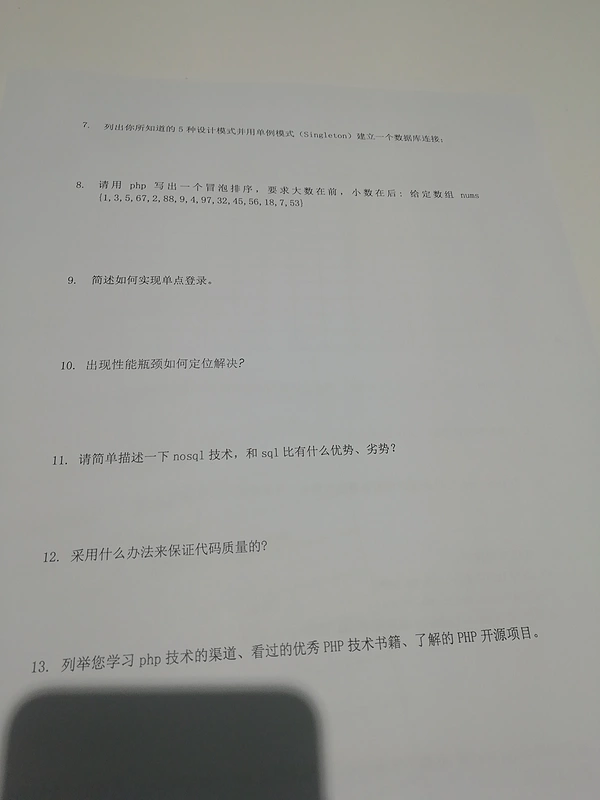 7. 列出你所知道的 5 种设计模式并用单例模式（Singleton）建立一个数据库连接;
8. 请用 php 写出一个冒泡排序，要求大数在前，小数在后: 给定数组 nums
{1,3,5,67,2,88,9,4,97,32,45,56,18,7,53}
9. 简述如何实现单点登录。
10. 出现性能瓶颈如何定位解决?
11. 请简单描述一下 nosql 技术，和 sql 比有什么优势、劣势?
12. 采用什么办法来保证代码质量的?
13. 列举您学习 php 技术的渠道、看过的优秀 PHP 技术书籍、了解的 PHP 开源项目。